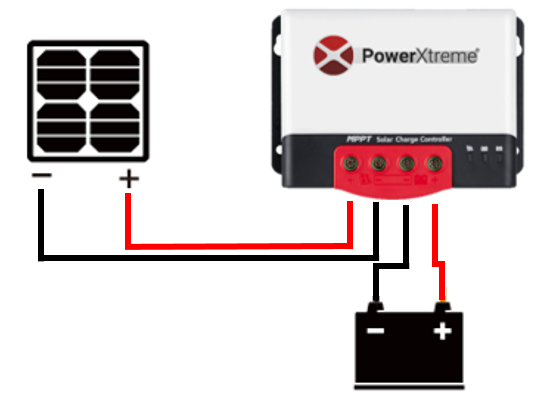 PowerXtreme®
MPPT Solar Charge Controller
− +
+ − − +
− +